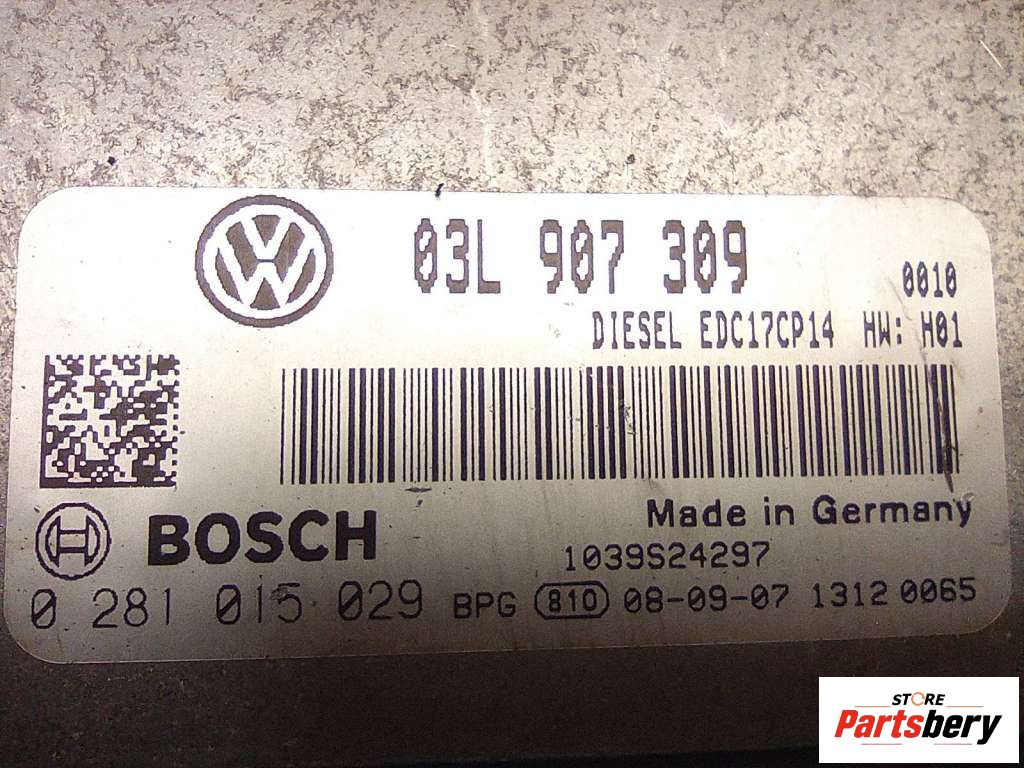 03L 907 309
0010
DIESEL EDC17CP14 HW: H01
Made in Germany
BOSCH
1039S24297
0 281 015 029 BPG 810 08-09-07 1312 0065
STORE
Partsbery